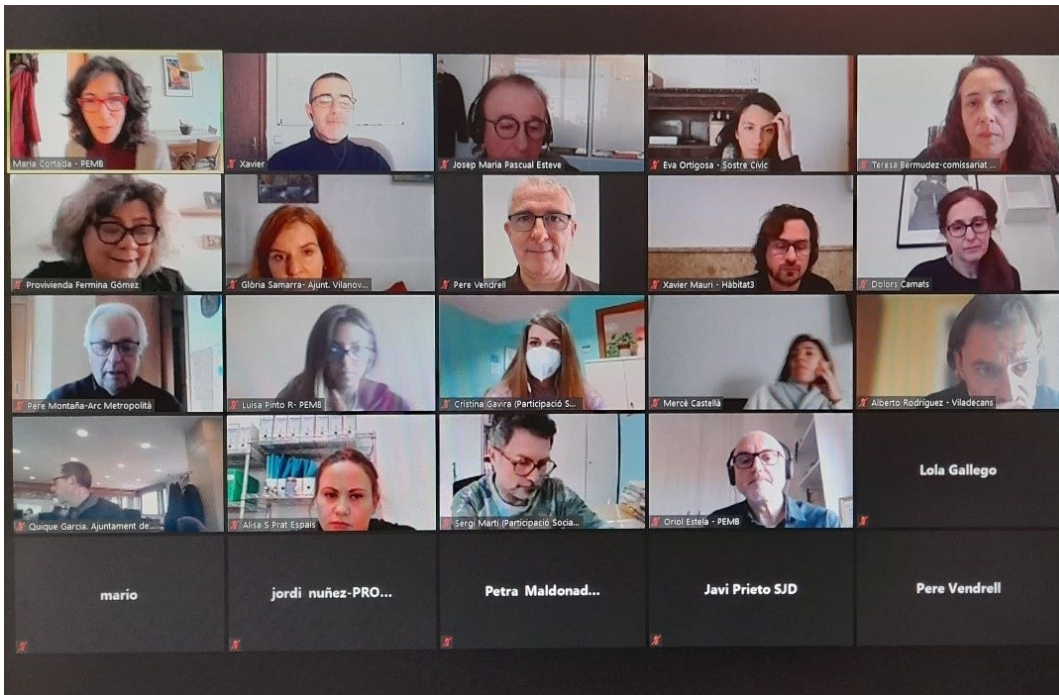 Maria Cortada - PEMB
Xavier
Josep Maria Pascual Esteve
Eva Ortigosa - Sostre Cívic
Teresa Bermudez-comissariat ...
Provivienda Fermina Gómez
Glòria Samarra- Ajunt. Vilanov...
Pere Vendrell
Xavier Mauri - Hàbitat3
Dolors Camats
Pere Montaña-Arc Metropolità
Luisa Pinto R- PEMB
Cristina Gavira (Participació S...
Mercè Castellà
Alberto Rodríguez - Viladecans
Quique Garcia. Ajuntament de...
Alisa S Prat Espais
Sergi Martí (Participació Socia...
Oriol Estela - PEMB
Lola Gallego
mario
jordi nuñez-PRO...
Petra Maldonad...
Javi Prieto SJD
Pere Vendrell